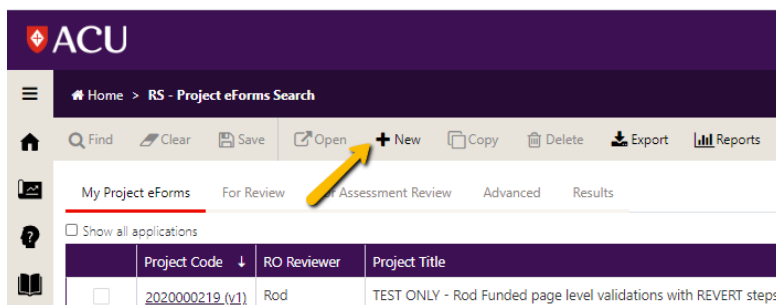 ACU
Home > RS - Project eForms Search
Find Clear Save Open New Copy Delete Export Reports
My Project eForms For Review Assessment Review Advanced Results
Show all applications
Project Code ↓ RO Reviewer Project Title
2020000219 (v1) Rod TEST ONLY - Rod Funded page level validations with REVERT steps